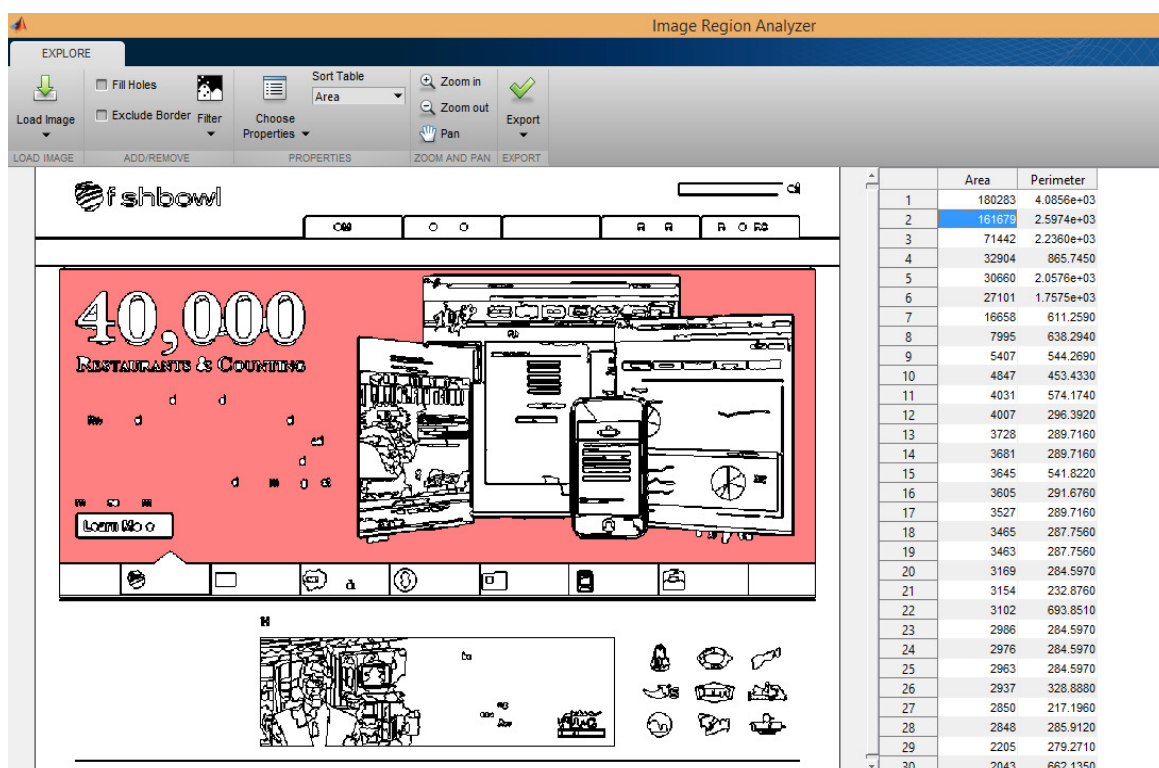 Image Region Analyzer
EXPLORE
Load Image
Fill Holes
Exclude Border
Filter
Choose Properties
Sort Table
Area
Zoom in
Zoom out
Pan
Export
LOAD IMAGE ADD/REMOVE PROPERTIES ZOOM AND PAN EXPORT
f shbowl
40,000
RESTAURANTS & COUNTING
Learn Mo o
Area Perimeter
1 180283 4.0856e+03
2 161679 2.5974e+03
3 71442 2.2360e+03
4 32904 865.7450
5 30660 2.0576e+03
6 27101 1.7575e+03
7 16658 611.2590
8 7995 638.2940
9 5407 544.2690
10 4847 453.4330
11 4031 574.1740
12 4007 296.3920
13 3728 289.7160
14 3681 289.7160
15 3645 541.8220
16 3605 291.6760
17 3527 289.7160
18 3465 287.7560
19 3463 287.7560
20 3169 284.5970
21 3154 232.8760
22 3102 693.8510
23 2986 284.5970
24 2976 284.5970
25 2963 284.5970
26 2937 328.8880
27 2850 217.1960
28 2848 285.9120
29 2205 279.2710
30 2043 662.1350